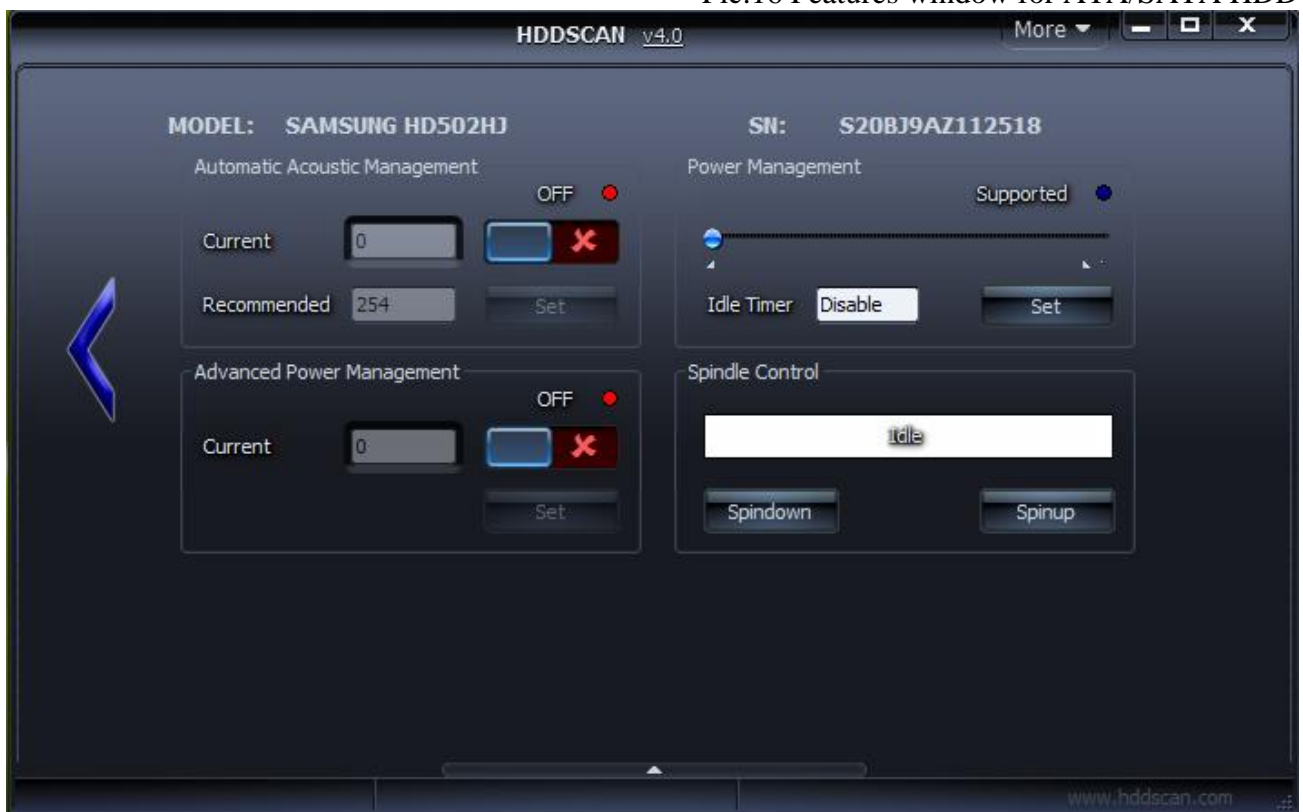 Pic.16 Features window for ATA/SATA HDD
HDDSCAN v4.0
More
MODEL: SAMSUNG HD502HJ
SN: S20BJ9AZ112518
Automatic Acoustic Management
OFF
Current 0
Recommended 254 Set
Power Management
Supported
Idle Timer Disable Set
Advanced Power Management
OFF
Current 0
Set
Spindle Control
Idle
Spindown Spinup
www.hddscan.com